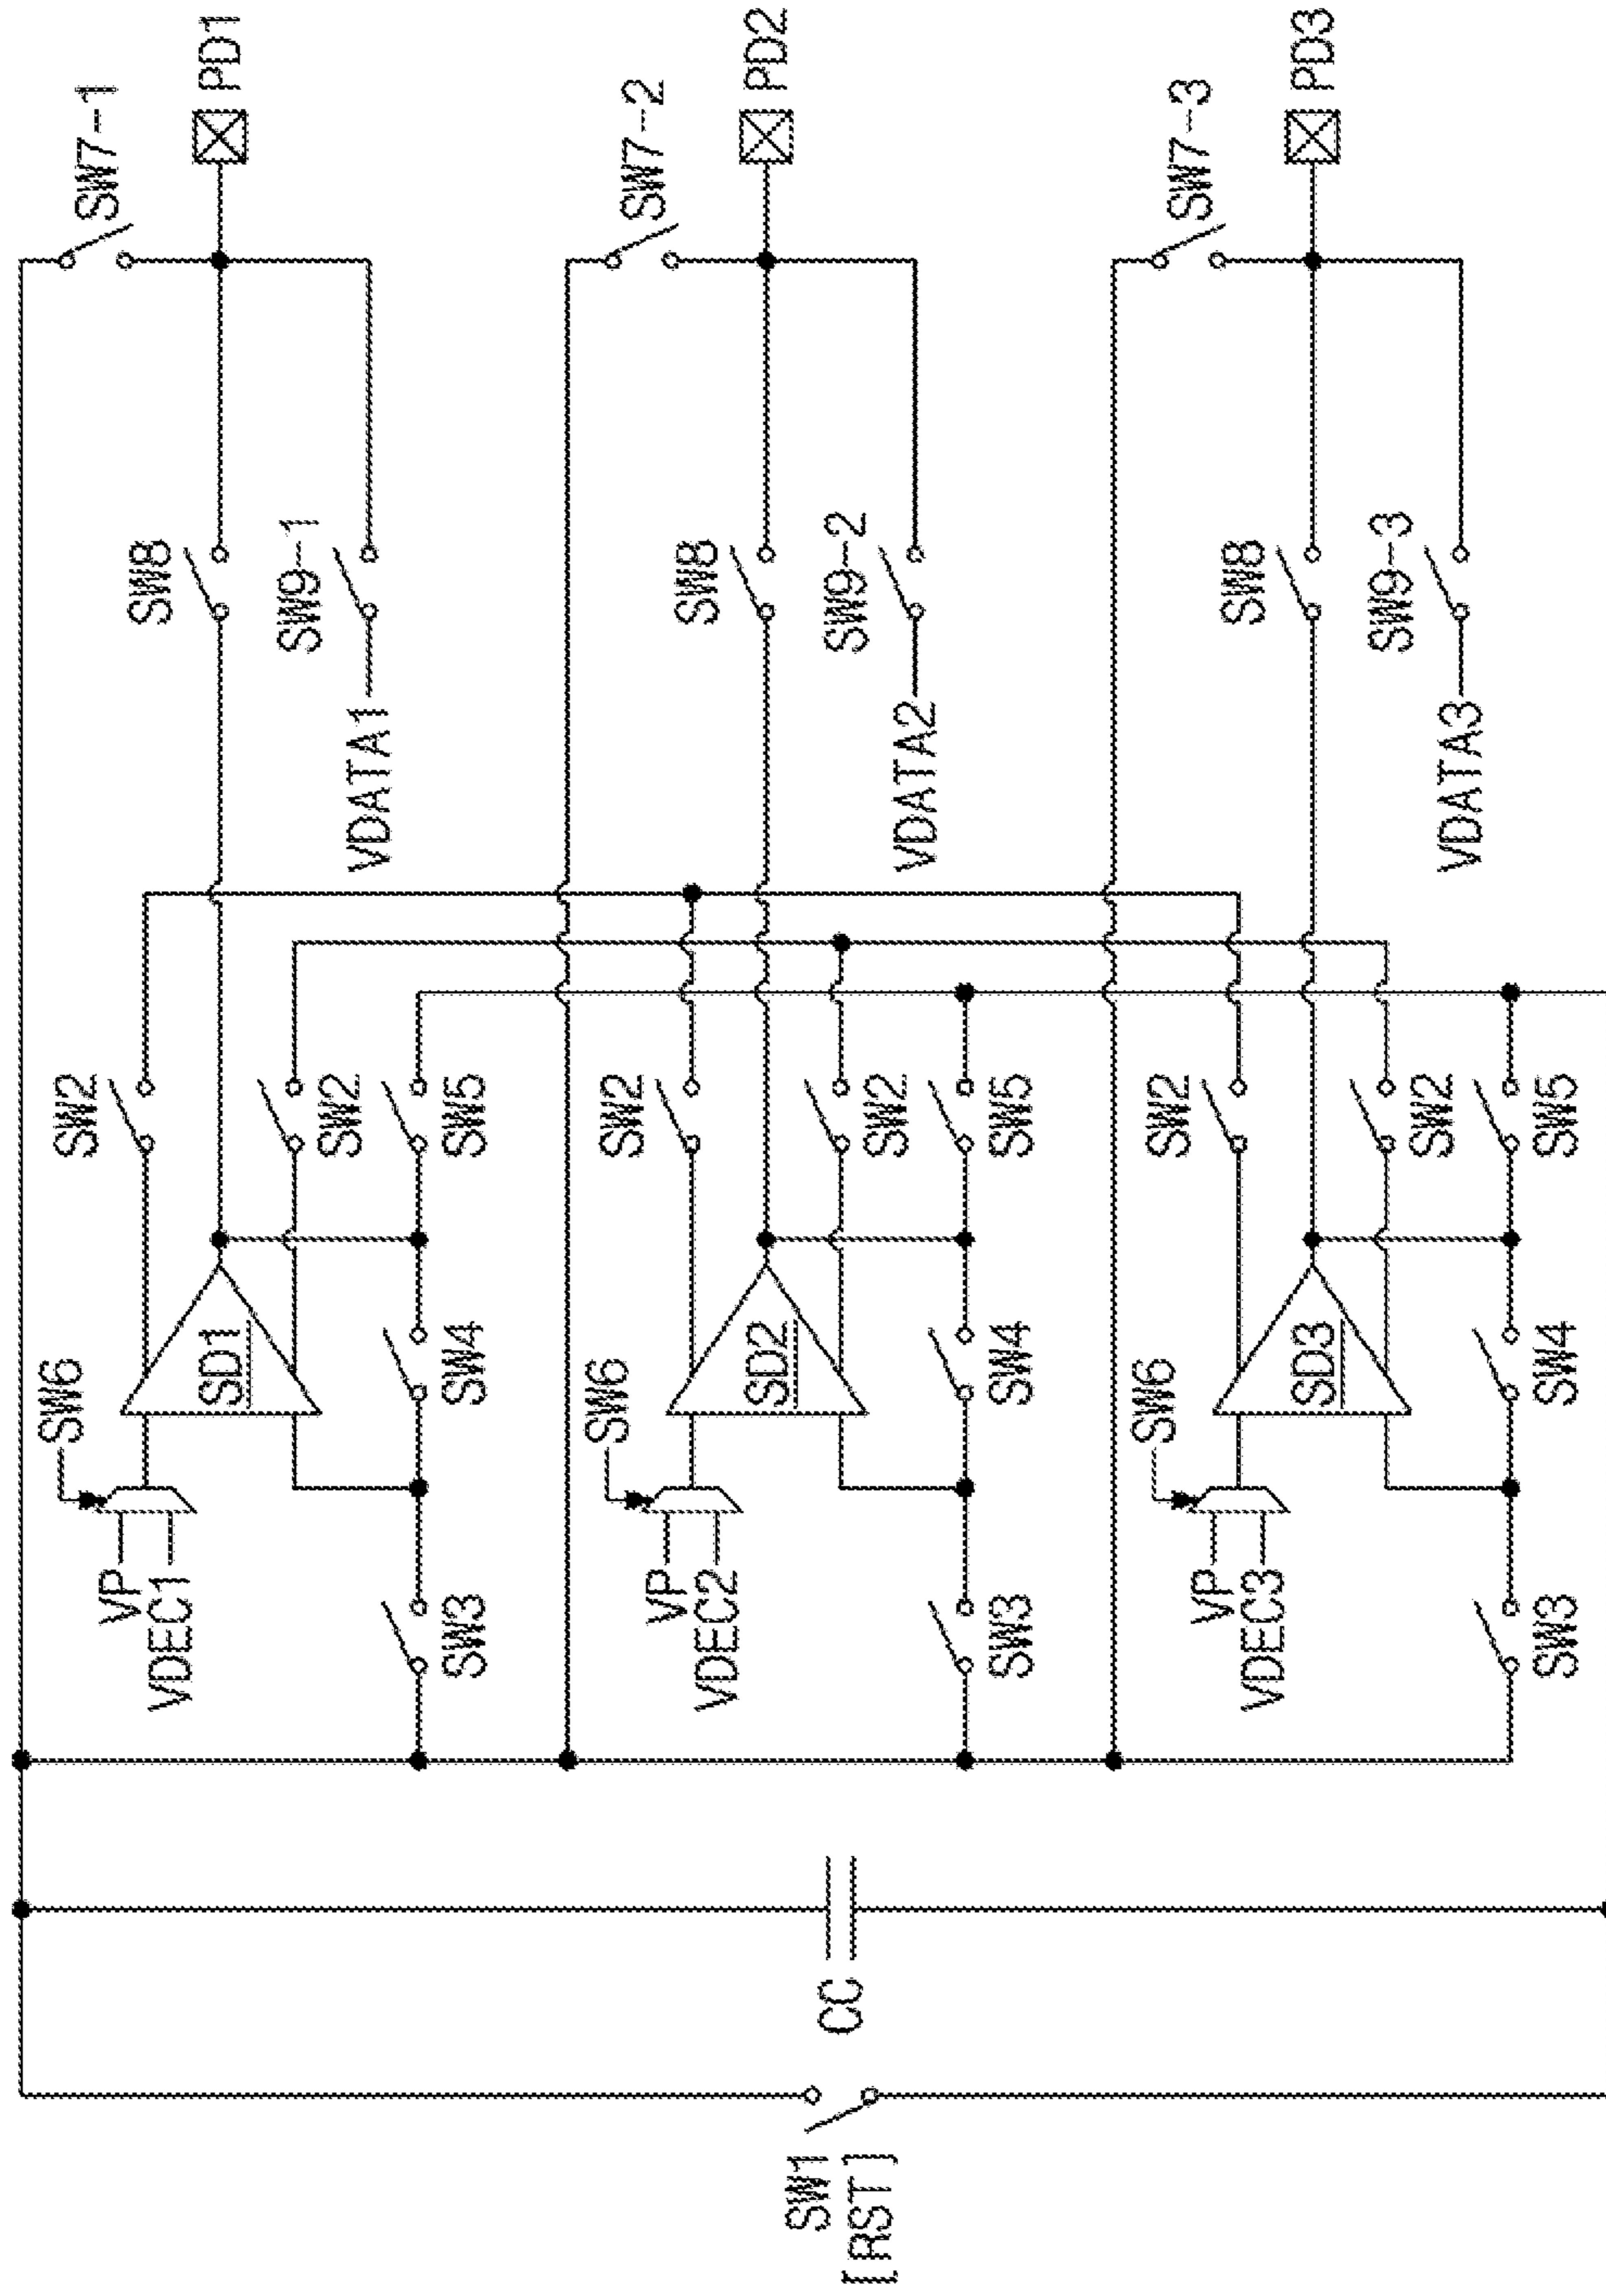 SW7-1
PD1
SW8
SW9-1
VDATA1
SW2
SW2
SW5
SW6
SD1
SW4
VP
VDEC1
SW3
SW7-2
PD2
SW8
SW9-2
VDATA2
SW2
SW2
SW5
SW6
SD2
SW4
VP
VDEC2
SW3
SW7-3
PD3
SW8
SW9-3
VDATA3
SW2
SW2
SW5
SW6
SD3
SW4
VP
VDEC3
SW3
CC
SW1
[RST]